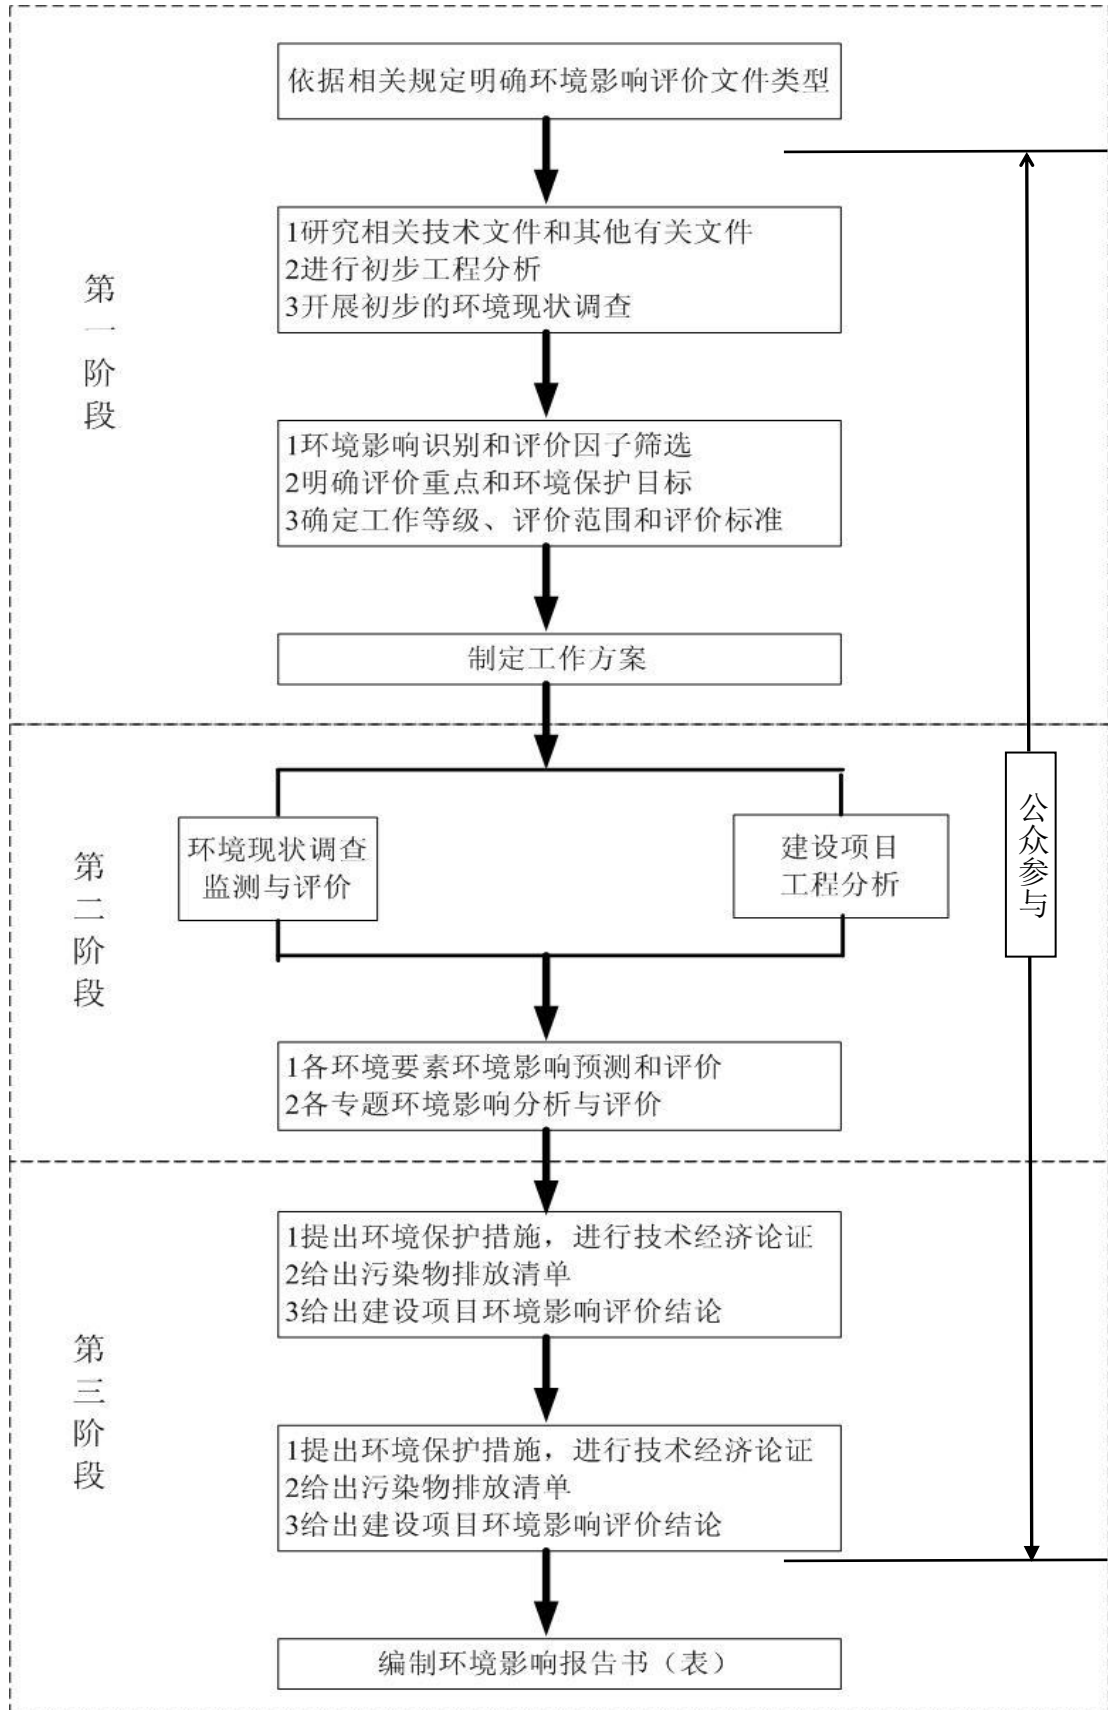 依据相关规定明确环境影响评价文件类型
1研究相关技术文件和其他有关文件
2进行初步工程分析
3开展初步的环境现状调查
第一阶段
1环境影响识别和评价因子筛选
2明确评价重点和环境保护目标
3确定工作等级、评价范围和评价标准
制定工作方案
公众参与
环境现状调查
监测与评价
建设项目
工程分析
第二阶段
1各环境要素环境影响预测和评价
2各专题环境影响分析与评价
1提出环境保护措施，进行技术经济论证
2给出污染物排放清单
3给出建设项目环境影响评价结论
第三阶段
1提出环境保护措施，进行技术经济论证
2给出污染物排放清单
3给出建设项目环境影响评价结论
编制环境影响报告书（表）